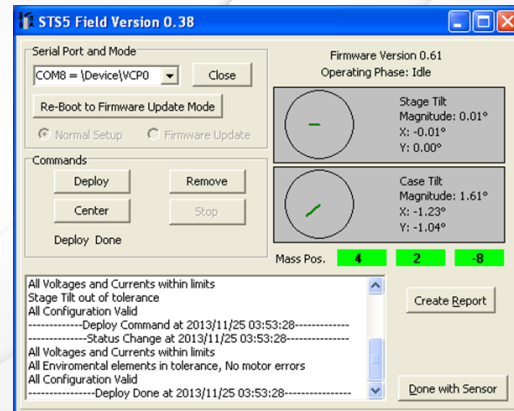 STS5 Field Version 0.38
Serial Port and Mode
COM8 = \Device\VCP0
Close
Re-Boot to Firmware Update Mode
Normal Setup
Firmware Update
Commands
Deploy
Remove
Center
Stop
Deploy Done
Firmware Version 0.61
Operating Phase: Idle
Stage Tilt
Magnitude: 0.01°
X: -0.01°
Y: 0.00°
Case Tilt
Magnitude: 1.61°
X: -1.23°
Y: -1.04°
Mass Pos. 4 2 -8
All Voltages and Currents within limits
Stage Tilt out of tolerance
All Configuration Valid
-------------Deploy Command at 2013/11/25 03:53:28-------------
--------------Status Change at 2013/11/25 03:53:28-------------
All Voltages and Currents within limits
All Enviromental elements in tolerance, No motor errors
All Configuration Valid
----------------Deploy Done at 2013/11/25 03:53:28----------------
Create Report
Done with Sensor